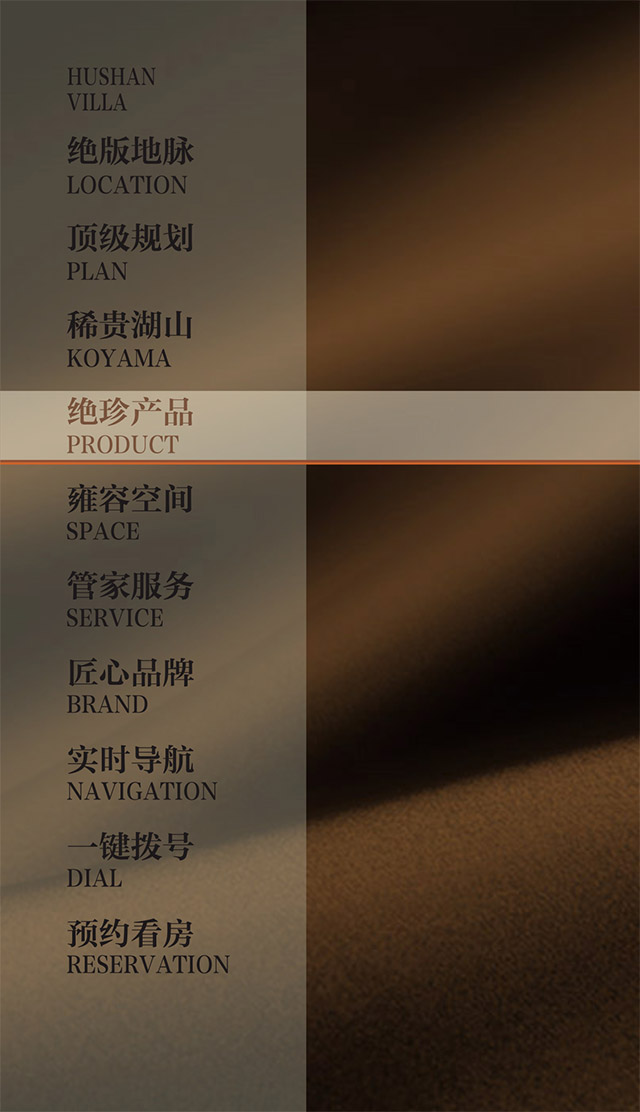 HUSHAN
VILLA
绝版地脉
LOCATION
顶级规划
PLAN
稀贵湖山
KOYAMA
绝珍产品
PRODUCT
雍容空间
SPACE
管家服务
SERVICE
匠心品牌
BRAND
实时导航
NAVIGATION
一键拨号
DIAL
预约看房
RESERVATION